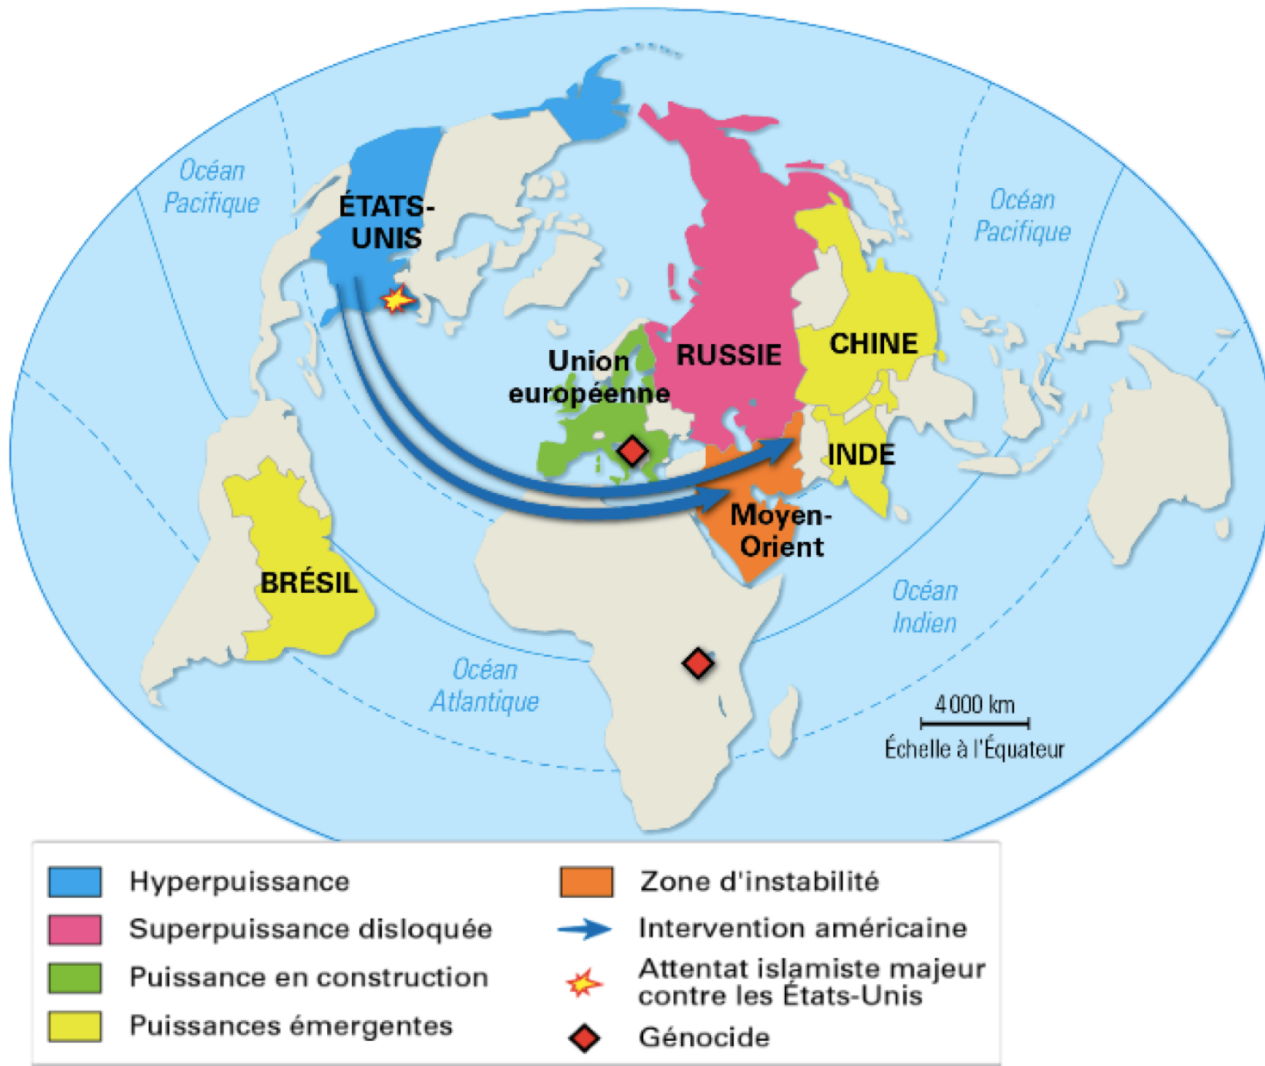 Océan
Pacifique
ÉTATS-
UNIS
Océan
Pacifique
Union
européenne
RUSSIE
CHINE
INDE
Moyen-
Orient
BRÉSIL
Océan
Indien
Océan
Atlantique
4 000 km
Échelle à l'Équateur
Hyperpuissance
Superpuissance disloquée
Puissance en construction
Puissances émergentes
Zone d'instabilité
Intervention américaine
Attentat islamiste majeur
contre les États-Unis
Génocide